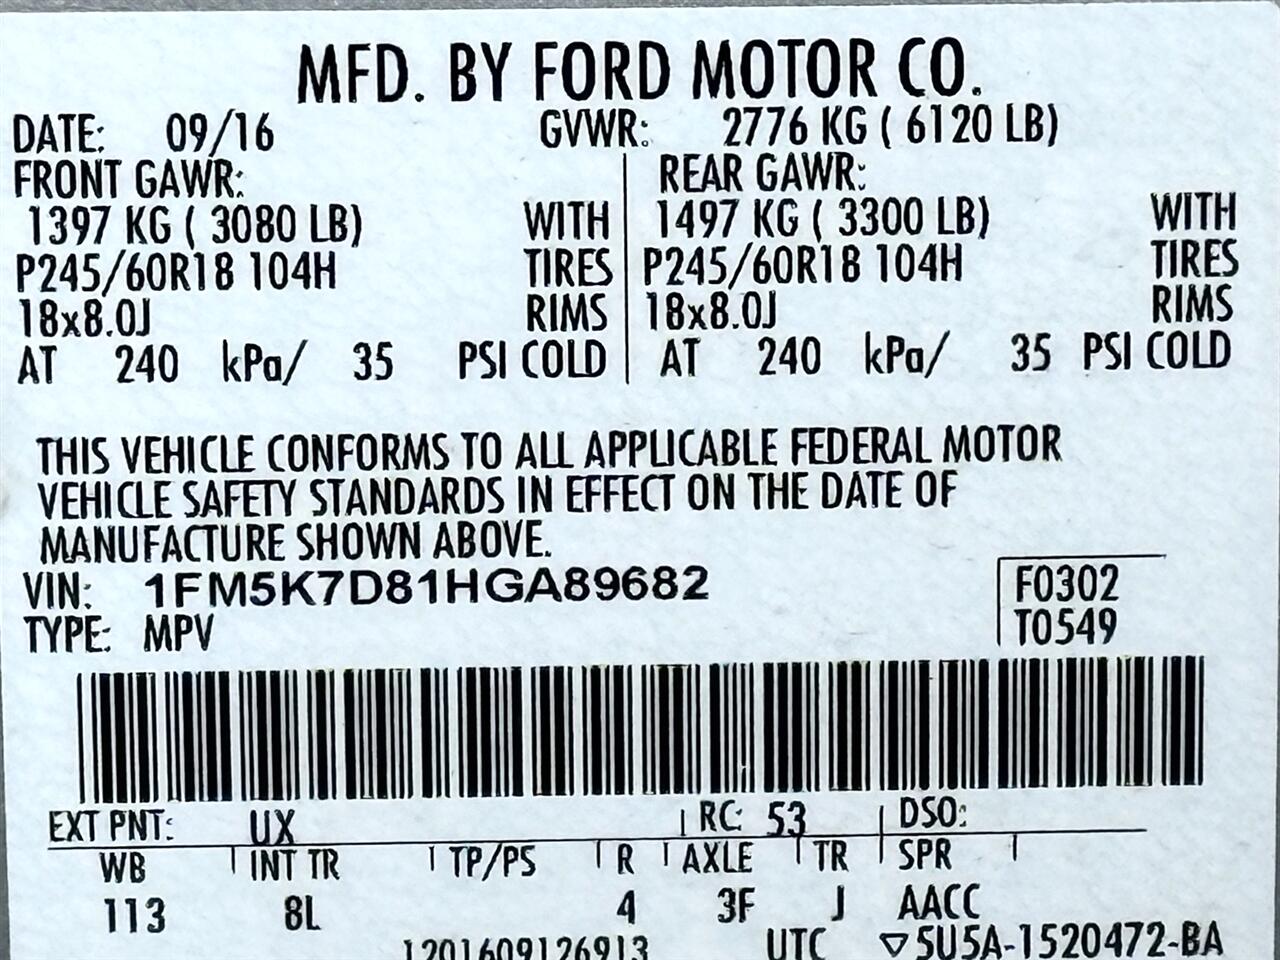 MFD. BY FORD MOTOR CO.
DATE: 09/16 GVWR: 2776 KG ( 6120 LB)
FRONT GAWR: REAR GAWR:
1397 KG ( 3080 LB) WITH 1497 KG ( 3300 LB) WITH
P245/60R18 104H TIRES P245/60R18 104H TIRES
18x8.0J RIMS 18x8.0J RIMS
AT 240 kPa/ 35 PSI COLD AT 240 kPa/ 35 PSI COLD
THIS VEHICLE CONFORMS TO ALL APPLICABLE FEDERAL MOTOR
VEHICLE SAFETY STANDARDS IN EFFECT ON THE DATE OF
MANUFACTURE SHOWN ABOVE.
VIN: 1FM5K7D81HGA89682 F0302
TYPE: MPV T0549
EXT PNT: UX RC: 53 DSO:
WB INT TR TP/PS R AXLE TR SPR
113 8L 4 3F J AACC
1201609126913 UTC ▽5U5A-1520472-BA